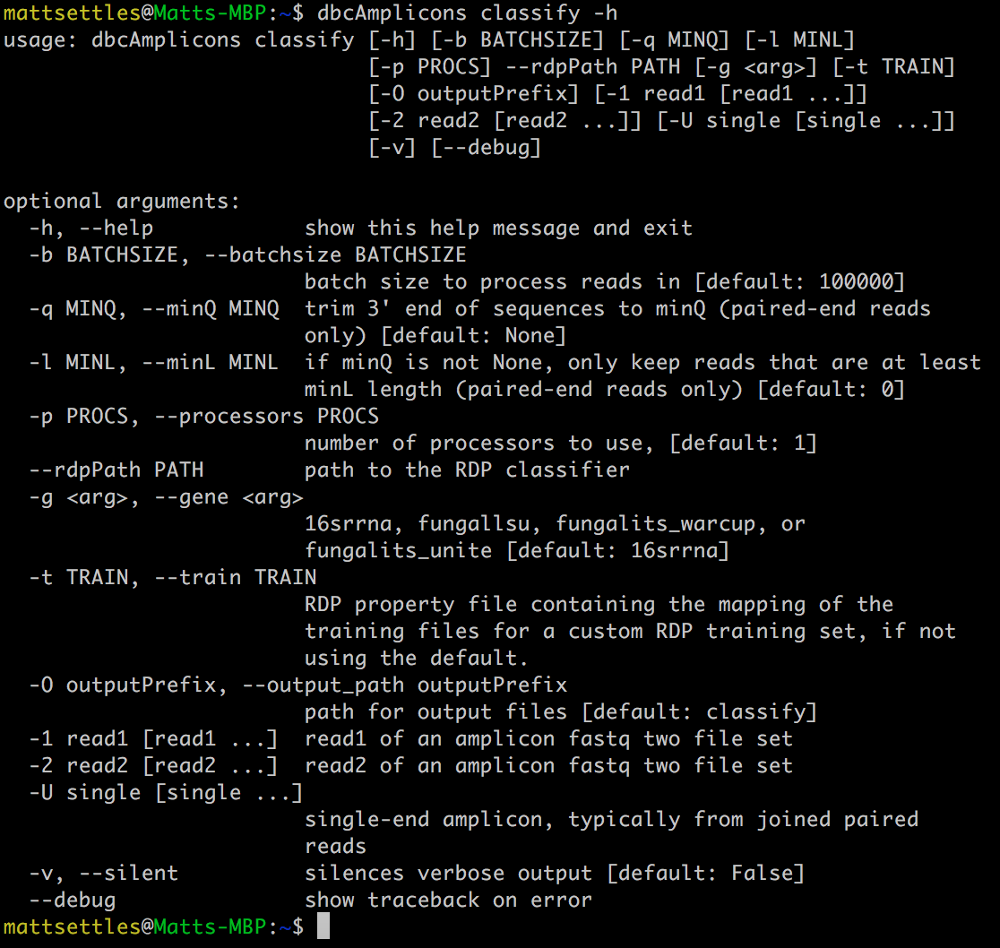 mattsettles@Matts-MBP:~$ dbcAmplicons classify -h
usage: dbcAmplicons classify [-h] [-b BATCHSIZE] [-q MINQ] [-l MINL]
                             [-p PROCS] --rdpPath PATH [-g <arg>] [-t TRAIN]
                             [-O outputPrefix] [-1 read1 [read1 ...]]
                             [-2 read2 [read2 ...]] [-U single [single ...]]
                             [-v] [--debug]

optional arguments:
  -h, --help            show this help message and exit
  -b BATCHSIZE, --batchsize BATCHSIZE
                        batch size to process reads in [default: 100000]
  -q MINQ, --minQ MINQ  trim 3' end of sequences to minQ (paired-end reads
                        only) [default: None]
  -l MINL, --minL MINL  if minQ is not None, only keep reads that are at least
                        minL length (paired-end reads only) [default: 0]
  -p PROCS, --processors PROCS
                        number of processors to use, [default: 1]
  --rdpPath PATH        path to the RDP classifier
  -g <arg>, --gene <arg>
                        16srrna, fungallsu, fungalits_warcup, or
                        fungalits_unite [default: 16srrna]
  -t TRAIN, --train TRAIN
                        RDP property file containing the mapping of the
                        training files for a custom RDP training set, if not
                        using the default.
  -O outputPrefix, --output_path outputPrefix
                        path for output files [default: classify]
  -1 read1 [read1 ...]  read1 of an amplicon fastq two file set
  -2 read2 [read2 ...]  read2 of an amplicon fastq two file set
  -U single [single ...]
                        single-end amplicon, typically from joined paired
                        reads
  -v, --silent          silences verbose output [default: False]
  --debug               show traceback on error
mattsettles@Matts-MBP:~$